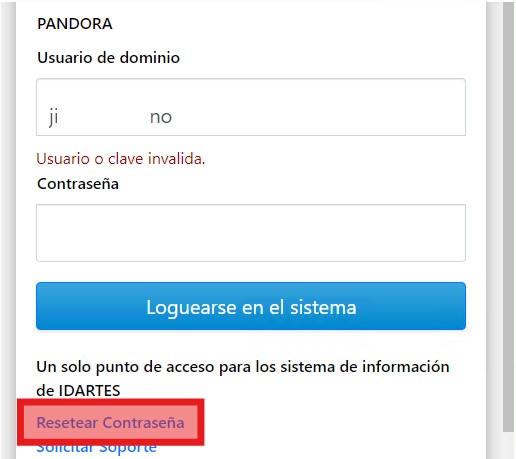 PANDORA
Usuario de dominio
ji no
Usuario o clave invalida.
Contraseña
Loguearse en el sistema
Un solo punto de acceso para los sistema de información
de IDARTES
Resetear Contraseña
Solicitar Soporte